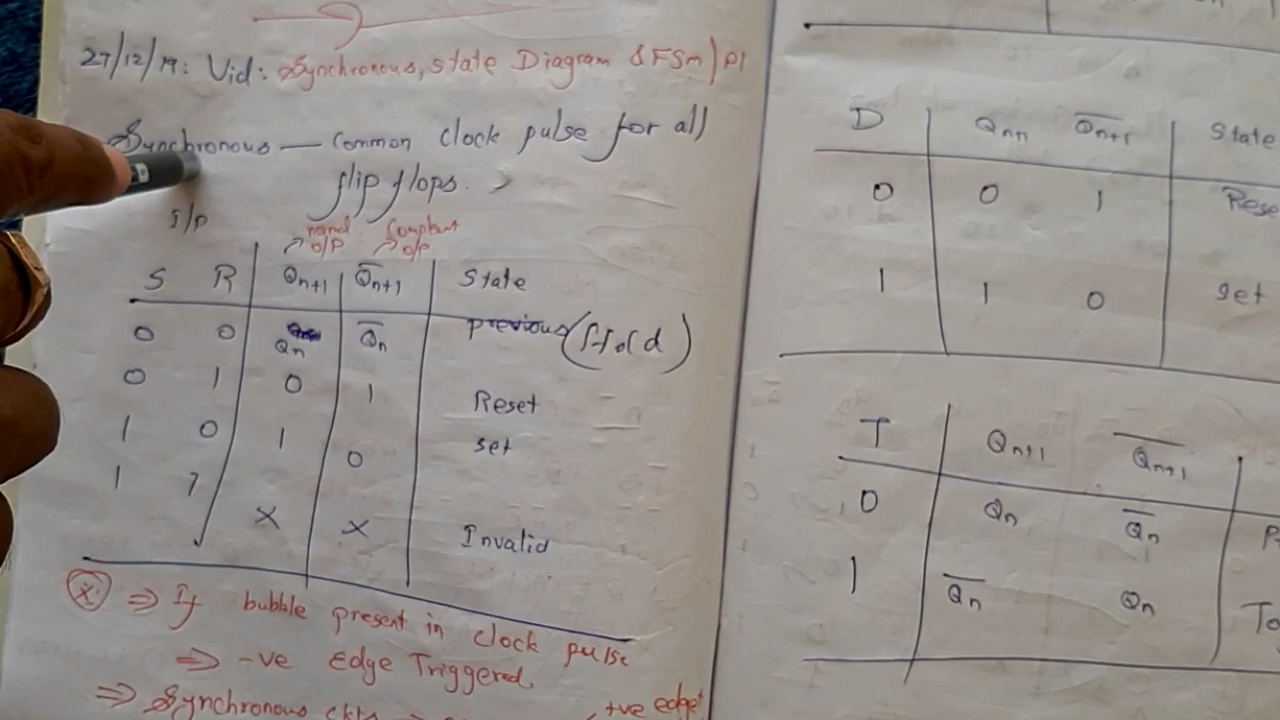 27/12/19: Vid: Synchronous, State Diagram & FSM) P1
Synchronous — Common clock pulse for all
flip flops.
I/P
normal O/P
O/P
S R Qn+1 Q̅n+1 State
0 0 Qn Q̅n previous (Hold)
0 1 0 1 Reset
1 0 1 0 Set
1 1 X X Invalid
X. ⇒ If bubble present in clock pulse
⇒ -ve Edge Triggered.
⇒ Synchronous ckts +ve edge
D Qn+1 Q̅n+1 State
0 0 1 Rese
1 1 0 Set
T Qn+1 Q̅n+1
0 Qn Q̅n P
1 Q̅n Qn To